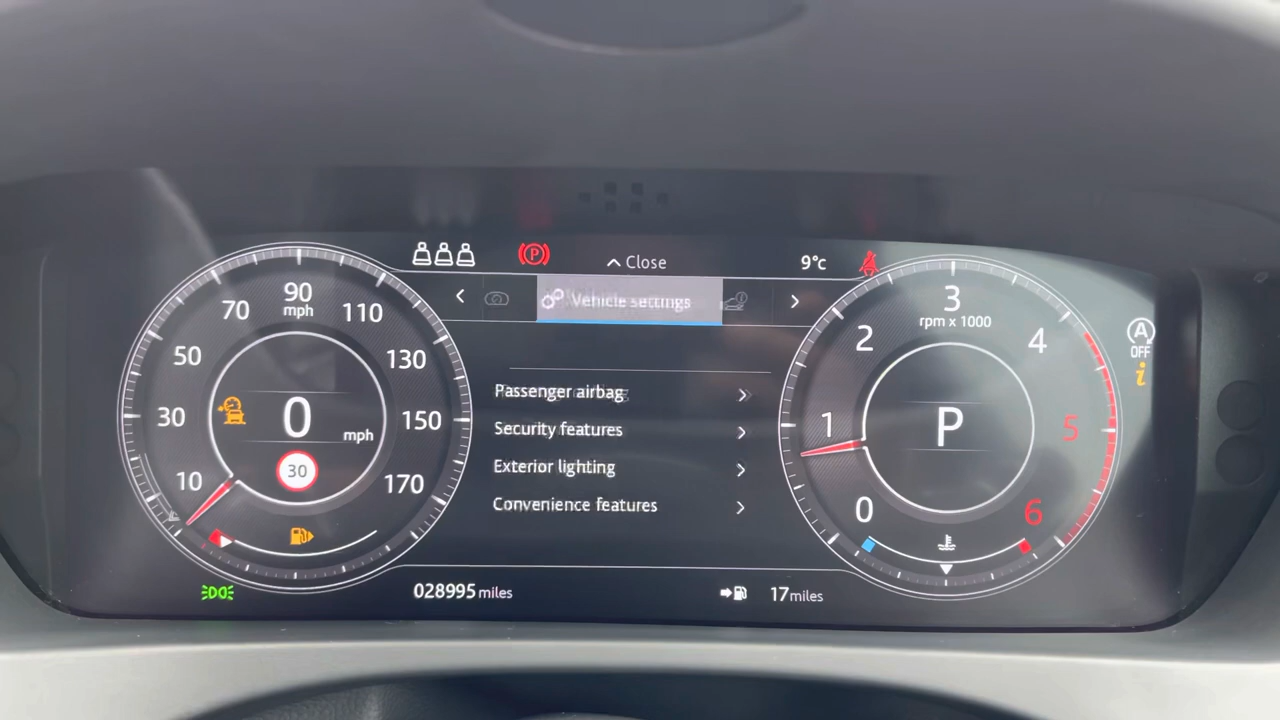 P
Close
9°c
Vehicle settings
10
30
50
70
90
mph
110
130
150
170
0
mph
30
Passenger airbag
Security features
Exterior lighting
Convenience features
0
1
2
3
4
5
6
rpm x 1000
P
A
OFF
i
028995 miles
17 miles